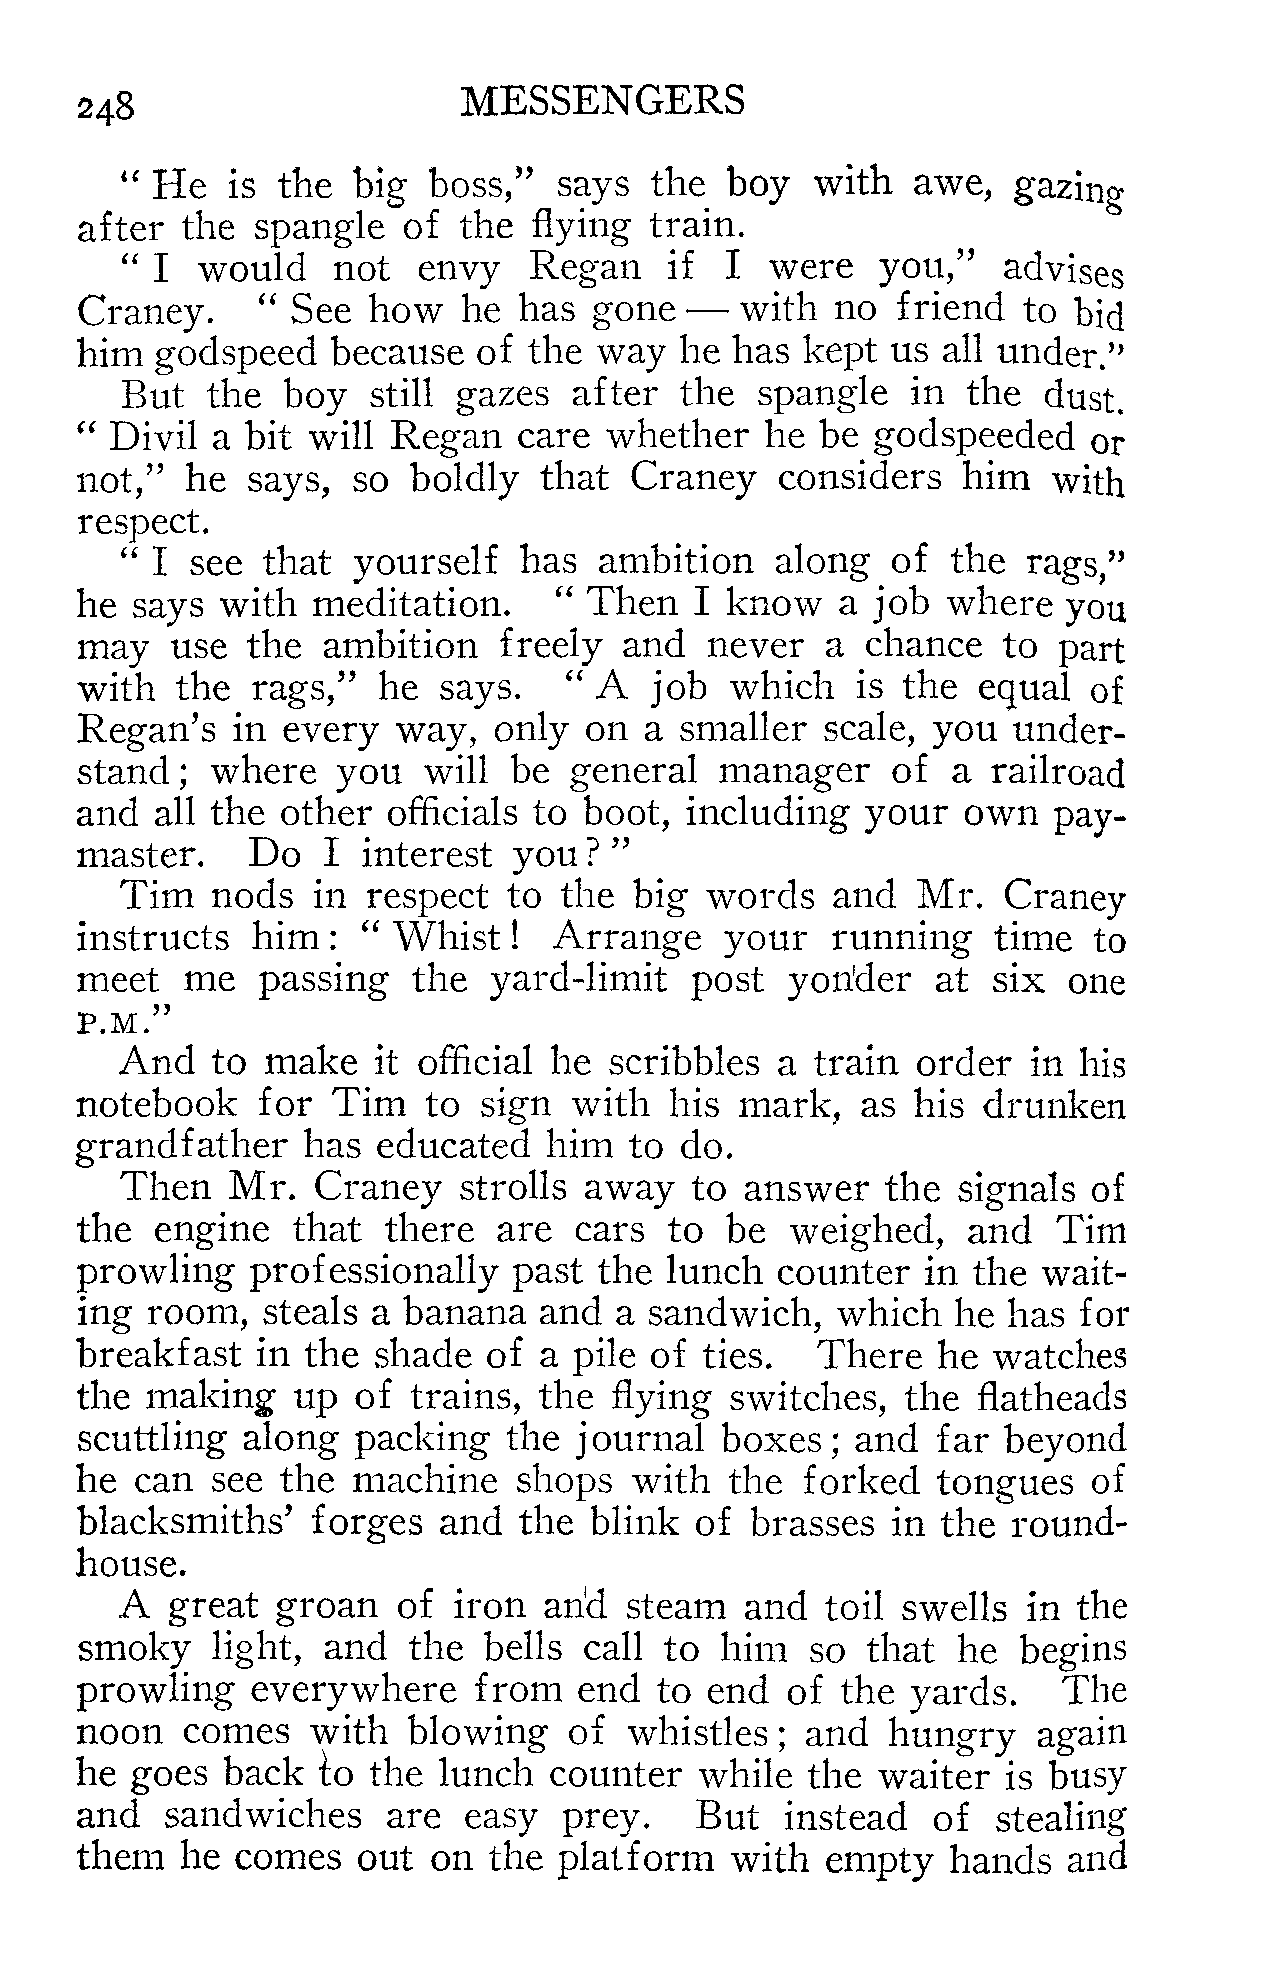 248 MESSENGERS
“ He is the big boss,” says the boy with awe, gazing
after the spangle of the flying train.
“ I would not envy Regan if I were you,” advises
Craney. “ See how he has gone — with no friend to bid
him godspeed because of the way he has kept us all under.”
But the boy still gazes after the spangle in the dust.
“ Divil a bit will Regan care whether he be godspeeded or
not,” he says, so boldly that Craney considers him with
respect.
“ I see that yourself has ambition along of the rags,”
he says with meditation. “ Then I know a job where you
may use the ambition freely and never a chance to part
with the rags,” he says. “ A job which is the equal of
Regan’s in every way, only on a smaller scale, you under-
stand ; where you will be general manager of a railroad
and all the other officials to boot, including your own pay-
master. Do I interest you ? ”
Tim nods in respect to the big words and Mr. Craney
instructs him : “ Whist ! Arrange your running time to
meet me passing the yard-limit post yonder at six one
P.M.”
And to make it official he scribbles a train order in his
notebook for Tim to sign with his mark, as his drunken
grandfather has educated him to do.
Then Mr. Craney strolls away to answer the signals of
the engine that there are cars to be weighed, and Tim
prowling professionally past the lunch counter in the wait-
ing room, steals a banana and a sandwich, which he has for
breakfast in the shade of a pile of ties. There he watches
the making up of trains, the flying switches, the flatheads
scuttling along packing the journal boxes ; and far beyond
he can see the machine shops with the forked tongues of
blacksmiths’ forges and the blink of brasses in the round-
house.
A great groan of iron and steam and toil swells in the
smoky light, and the bells call to him so that he begins
prowling everywhere from end to end of the yards. The
noon comes with blowing of whistles ; and hungry again
he goes back to the lunch counter while the waiter is busy
and sandwiches are easy prey. But instead of stealing
them he comes out on the platform with empty hands and